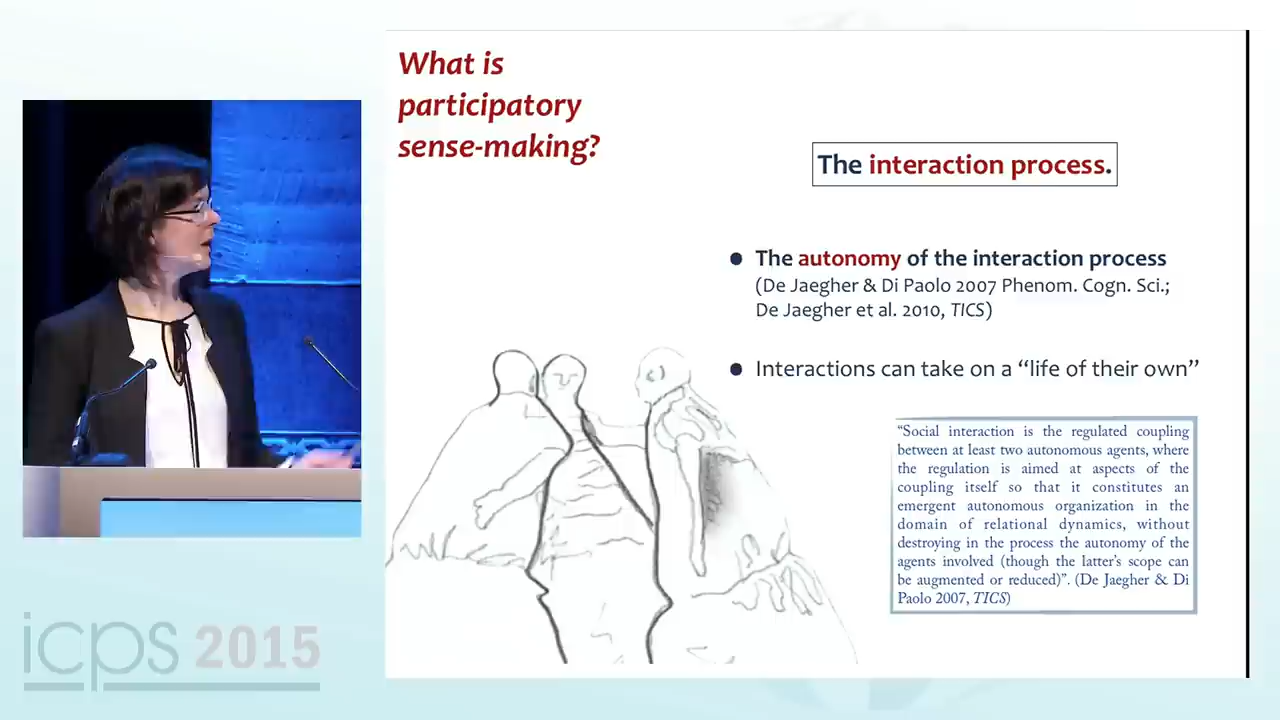 What is
participatory
sense-making?
The interaction process.
● The autonomy of the interaction process
(De Jaegher & Di Paolo 2007 Phenom. Cogn. Sci.;
De Jaegher et al. 2010, TICS)
● Interactions can take on a “life of their own”
“Social interaction is the regulated coupling
between at least two autonomous agents, where
the regulation is aimed at aspects of the
coupling itself so that it constitutes an
emergent autonomous organization in the
domain of relational dynamics, without
destroying in the process the autonomy of the
agents involved (though the latter’s scope can
be augmented or reduced)”. (De Jaegher & Di
Paolo 2007, TICS)
icps 2015